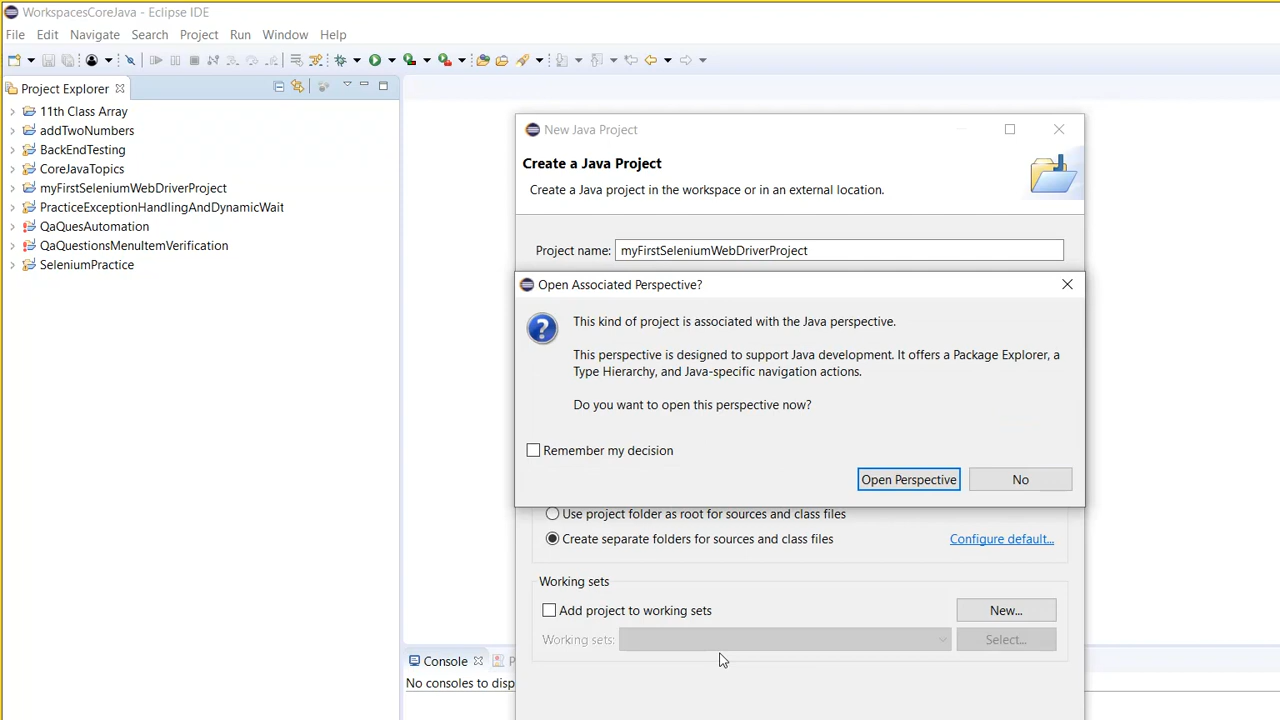 WorkspacesCoreJava - Eclipse IDE
File Edit Navigate Search Project Run Window Help
Project Explorer
11th Class Array
addTwoNumbers
BackEndTesting
CoreJavaTopics
myFirstSeleniumWebDriverProject
PracticeExceptionHandlingAndDynamicWait
QaQuesAutomation
QaQuestionsMenuItemVerification
SeleniumPractice
New Java Project
Create a Java Project
Create a Java project in the workspace or in an external location.
Project name: myFirstSeleniumWebDriverProject
Open Associated Perspective?
This kind of project is associated with the Java perspective.
This perspective is designed to support Java development. It offers a Package Explorer, a
Type Hierarchy, and Java-specific navigation actions.
Do you want to open this perspective now?
Remember my decision
Open Perspective No
Use project folder as root for sources and class files
Create separate folders for sources and class files Configure default...
Working sets
Add project to working sets New...
Working sets: Select...
Console P
No consoles to disp